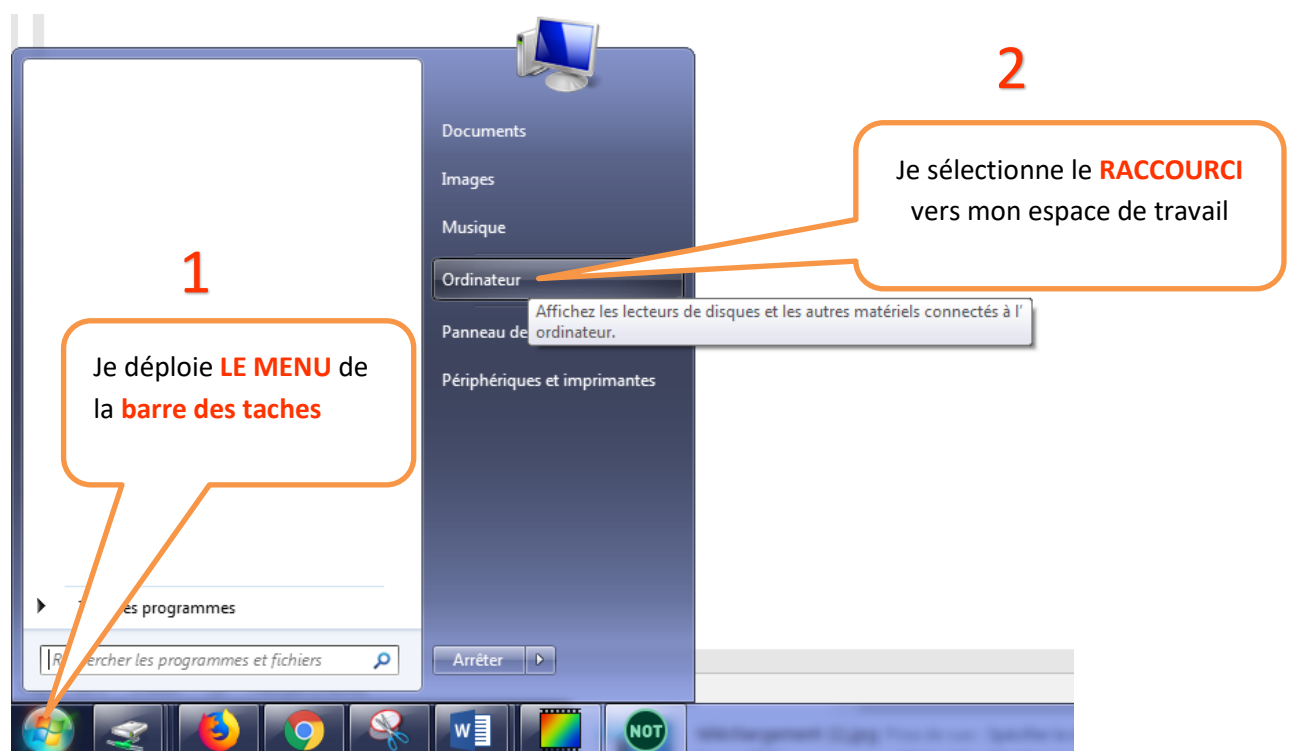 2
Documents
Images
Musique
Ordinateur
Affichez les lecteurs de disques et les autres matériels connectés à l'
ordinateur.
Panneau de
Périphériques et imprimantes
Je sélectionne le RACCOURCI
vers mon espace de travail
1
Je déploie LE MENU de
la barre des taches
es programmes
ercher les programmes et fichiers
Arrêter
W
NOT